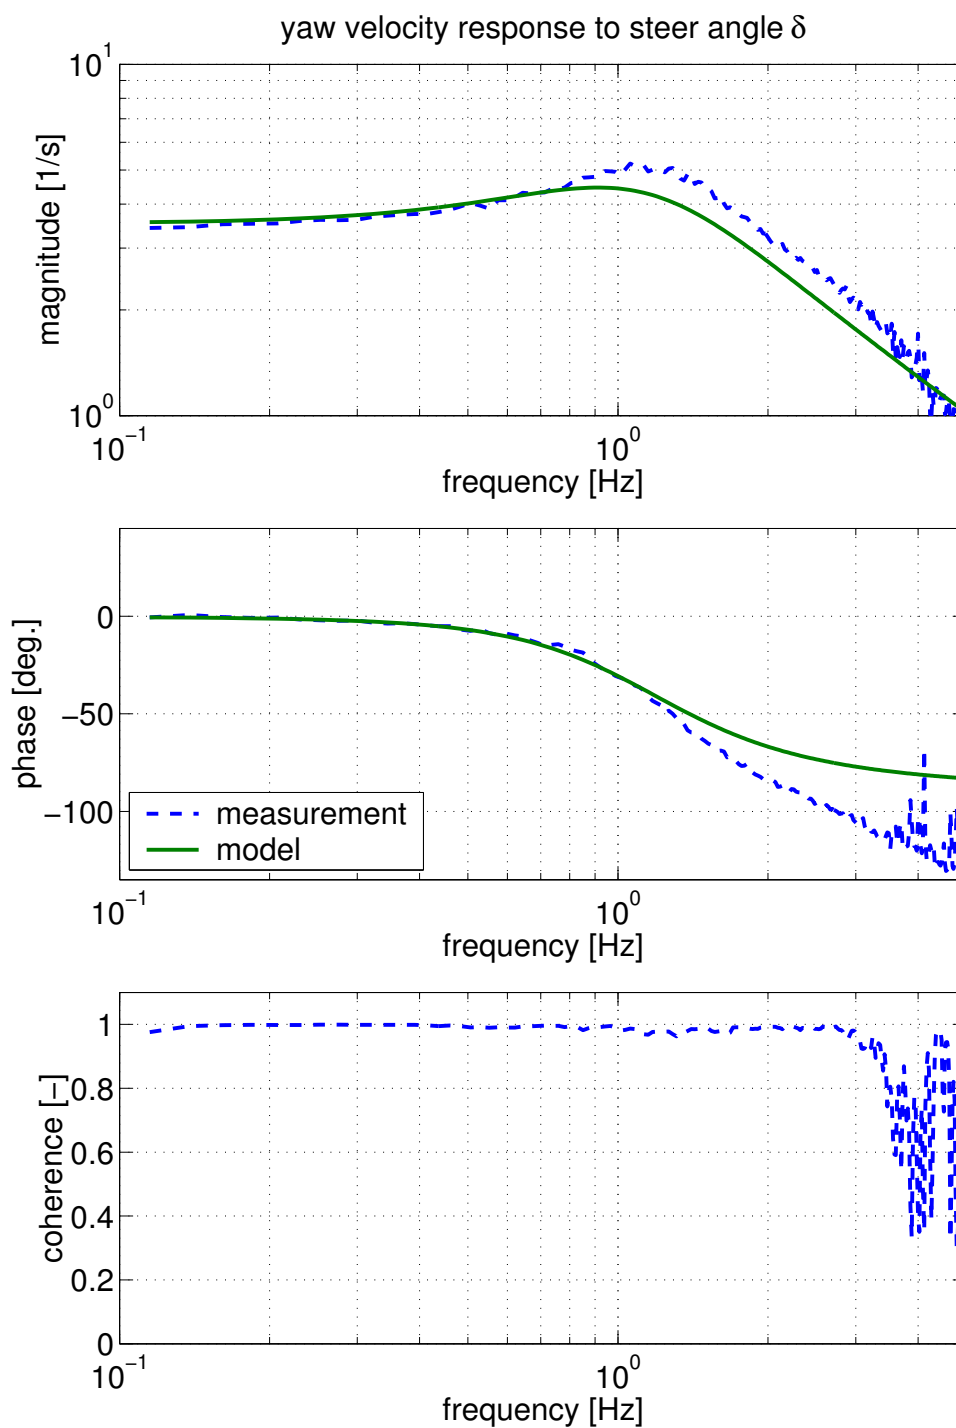 yaw velocity response to steer angle δ
magnitude [1/s]
10^1
10^0
10^−1
10^0
frequency [Hz]
phase [deg.]
0
−50
−100
measurement
model
10^−1
10^0
frequency [Hz]
coherence [−]
1
0.8
0.6
0.4
0.2
0
10^−1
10^0
frequency [Hz]